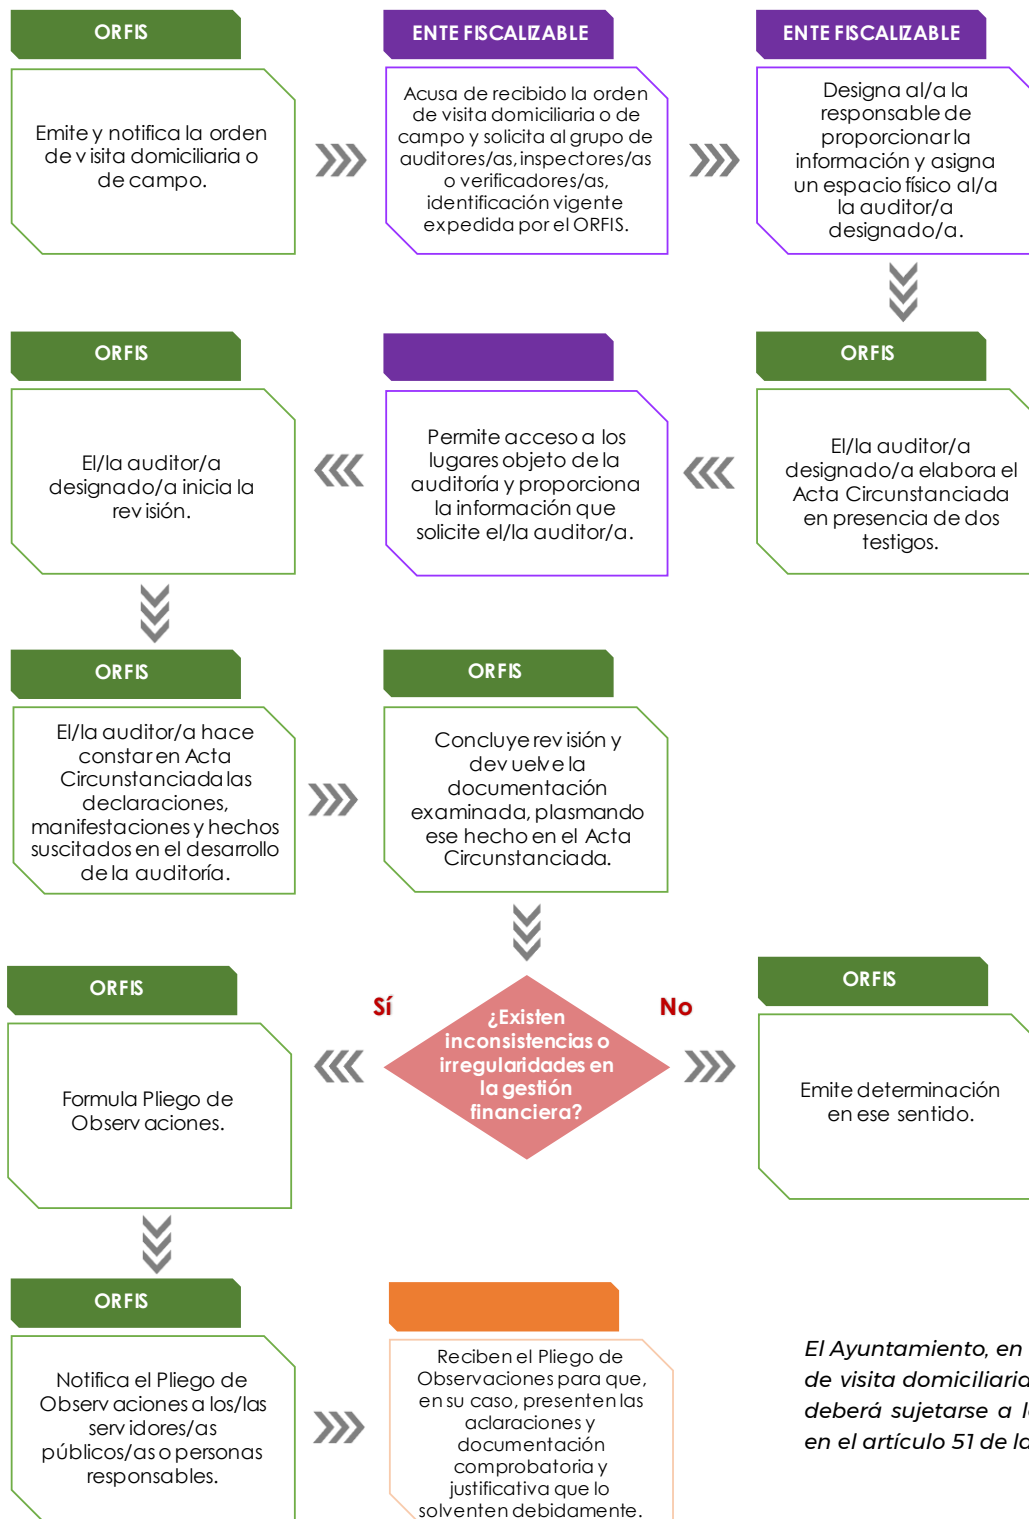 ORFIS
Emite y notifica la orden
de visita domiciliaria o
de campo.
ENTE FISCALIZABLE
Acusa de recibido la orden
de visita domiciliaria o de
campo y solicita al grupo de
auditores/as, inspectores/as
o verificadores/as,
identificación vigente
expedida por el ORFIS.
ENTE FISCALIZABLE
Designa al/a la
responsable de
proporcionar la
información y asigna
un espacio físico al/a
la auditor/a
designado/a.
ORFIS
El/la auditor/a
designado/a elabora el
Acta Circunstanciada
en presencia de dos
testigos.
Permite acceso a los
lugares objeto de la
auditoría y proporciona
la información que
solicite el/la auditor/a.
ORFIS
El/la auditor/a
designado/a inicia la
revisión.
ORFIS
El/la auditor/a hace
constar en Acta
Circunstanciada las
declaraciones,
manifestaciones y hechos
suscitados en el desarrollo
de la auditoría.
ORFIS
Concluye revisión y
devuelve la
documentación
examinada, plasmando
ese hecho en el Acta
Circunstanciada.
¿Existen
inconsistencias o
irregularidades en
la gestión
financiera?
Sí
No
ORFIS
Formula Pliego de
Observaciones.
ORFIS
Emite determinación
en ese sentido.
ORFIS
Notifica el Pliego de
Observaciones a los/las
servidores/as
públicos/as o personas
responsables.
Reciben el Pliego de
Observaciones para que,
en su caso, presenten las
aclaraciones y
documentación
comprobatoria y
justificativa que lo
solventen debidamente.
El Ayuntamiento, en
de visita domiciliaria
deberá sujetarse a l
en el artículo 51 de la